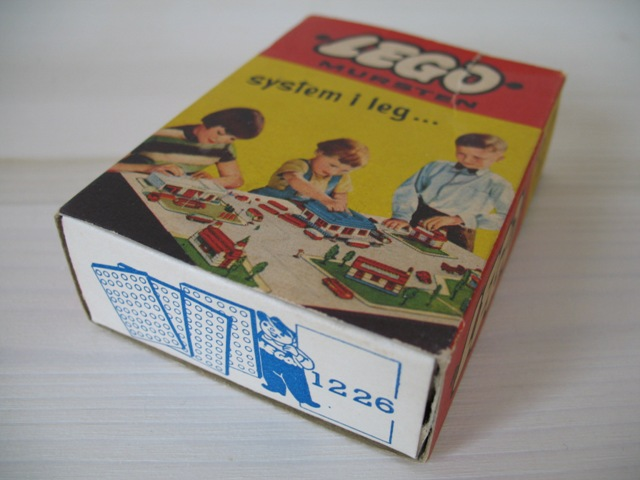 LEGO
MURSTEN
system i leg...
1226